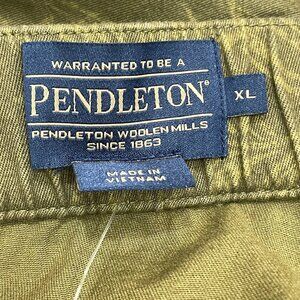 WARRANTED TO BE A
PENDLETON®
XL
PENDLETON WOOLEN MILLS
SINCE 1863
MADE IN
VIETNAM